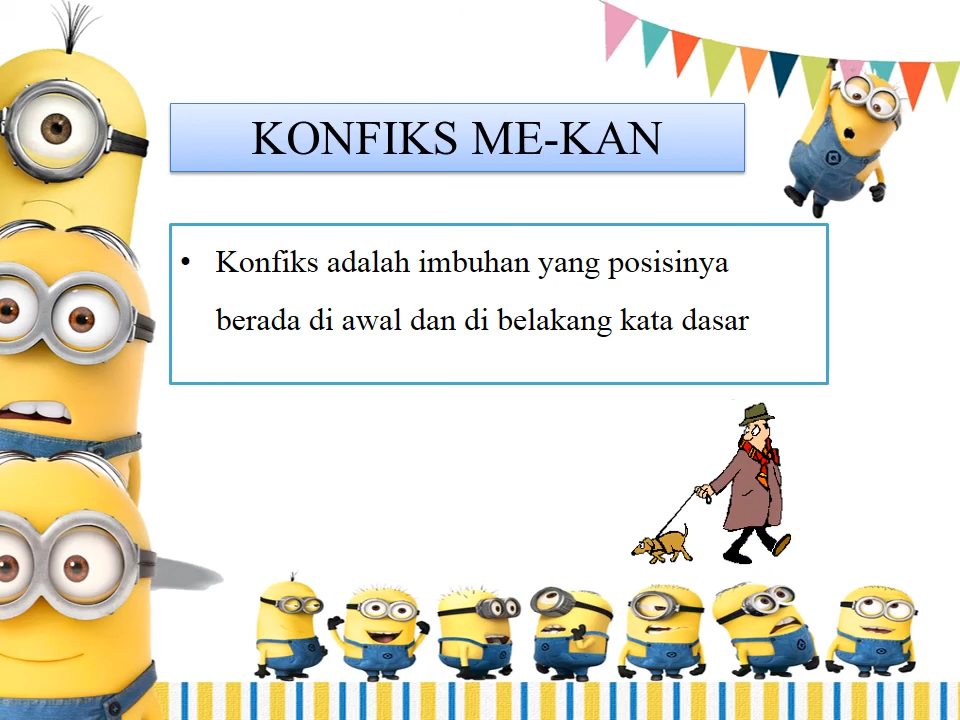 KONFIKS ME-KAN
• Konfiks adalah imbuhan yang posisinya
berada di awal dan di belakang kata dasar